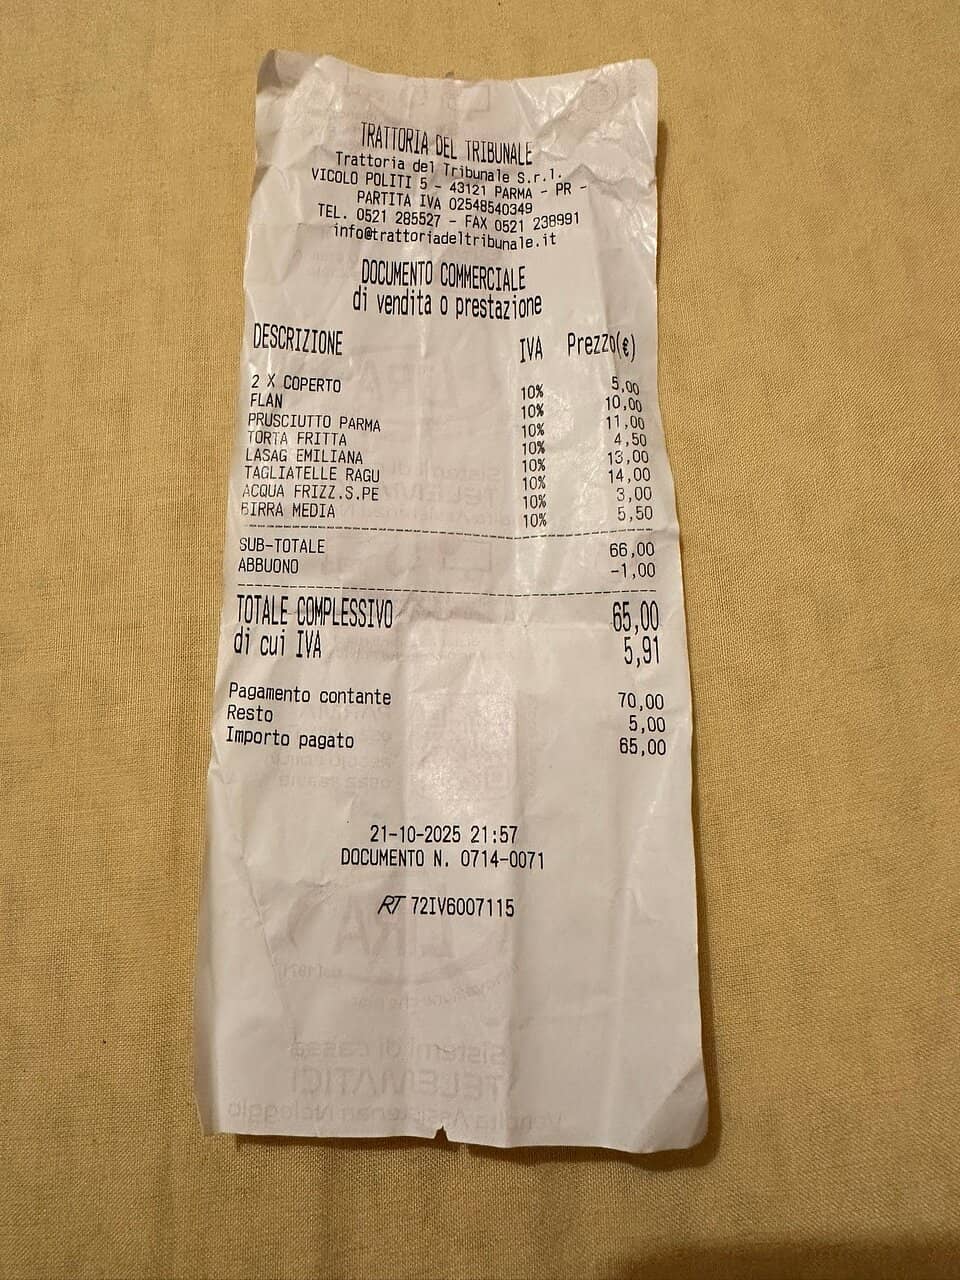 TRATTORIA DEL TRIBUNALE
Trattoria del Tribunale S.r.l.
VICOLO POLITI 5 - 43121 PARMA - PR -
PARTITA IVA 02548540349
TEL. 0521 285527 - FAX 0521 238991
info@trattoriadeltribunale.it
DOCUMENTO COMMERCIALE
di vendita o prestazione
DESCRIZIONE IVA Prezzo(€)
2 X COPERTO 10% 5,00
FLAN 10% 10,00
PRUSCIUTTO PARMA 10% 11,00
TORTA FRITTA 10% 4,50
LASAG EMILIANA 10% 13,00
TAGLIATELLE RAGU 10% 14,00
ACQUA FRIZZ.S.PE 10% 3,00
BIRRA MEDIA 10% 5,50
SUB-TOTALE 66,00
ABBUONO -1,00
TOTALE COMPLESSIVO 65,00
di cui IVA 5,91
Pagamento contante 70,00
Resto 5,00
Importo pagato 65,00
21-10-2025 21:57
DOCUMENTO N. 0714-0071
RT 72IV6007115
Sistemi di cassa
TELEMATICI